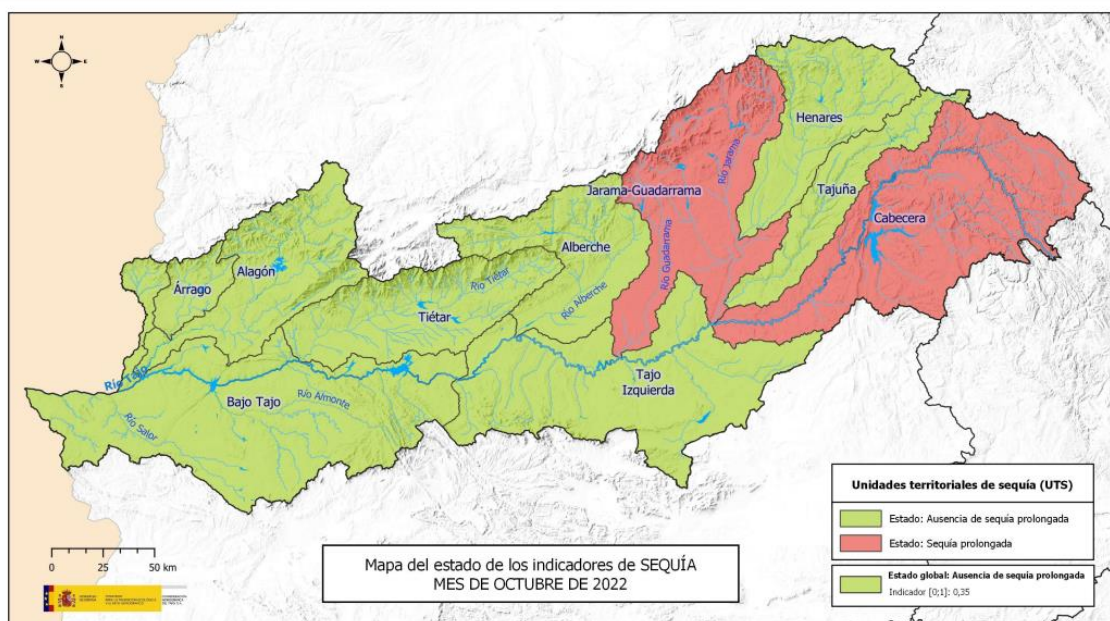 N
W
E
S
Henares
Río Jarama
Jarama-Guadarrama
Tajuña
Cabecera
Alberche
Río Guadarrama
Alagón
Árrago
Río Tiétar
Río Alberche
Tiétar
Tajo
Izquierda
Río Tajo
Bajo Tajo
Río Almonte
Río Salor
Unidades territoriales de sequía (UTS)
Estado: Ausencia de sequía prolongada
Estado: Sequía prolongada
Estado global: Ausencia de sequía prolongada
Indicador [0;1]: 0,35
Mapa del estado de los indicadores de SEQUÍA
MES DE OCTUBRE DE 2022
0 25 50 km